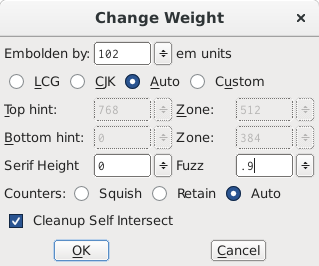 Change Weight ×
Embolden by: 102 em units
LCG CJK Auto Custom
Top hint: 768 Zone: 512
Bottom hint: 0 Zone: 384
Serif Height 0 Fuzz .9
Counters: Squish Retain Auto
Cleanup Self Intersect
OK Cancel